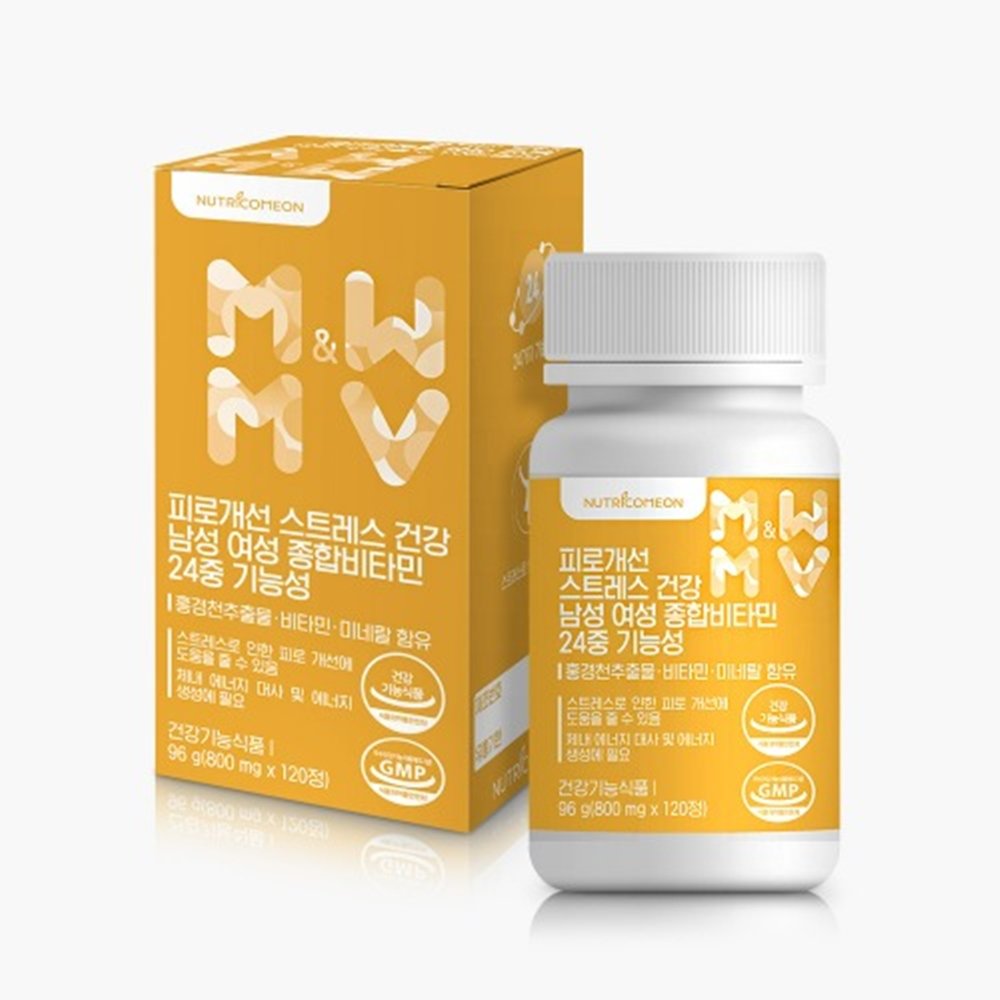 NUTRICOMEON
M & W
M V
피로개선 스트레스 건강
남성 여성 종합비타민
24중 기능성
홍경천추출물·비타민·미네랄 함유
스트레스로 인한 피로 개선에
도움을 줄 수 있음
체내 에너지 대사 및 에너지
생성에 필요
건강
기능식품
건강기능식품 |
96 g(800 mg x 120정)
GMP
24
NUTRICOMEON
M & W
M V
피로개선
스트레스 건강
남성 여성 종합비타민
24중 기능성
홍경천추출물·비타민·미네랄 함유
스트레스로 인한 피로 개선에
도움을 줄 수 있음
체내 에너지 대사 및 에너지
생성에 필요
건강
기능식품
건강기능식품 |
96 g(800 mg x 120정)
GMP